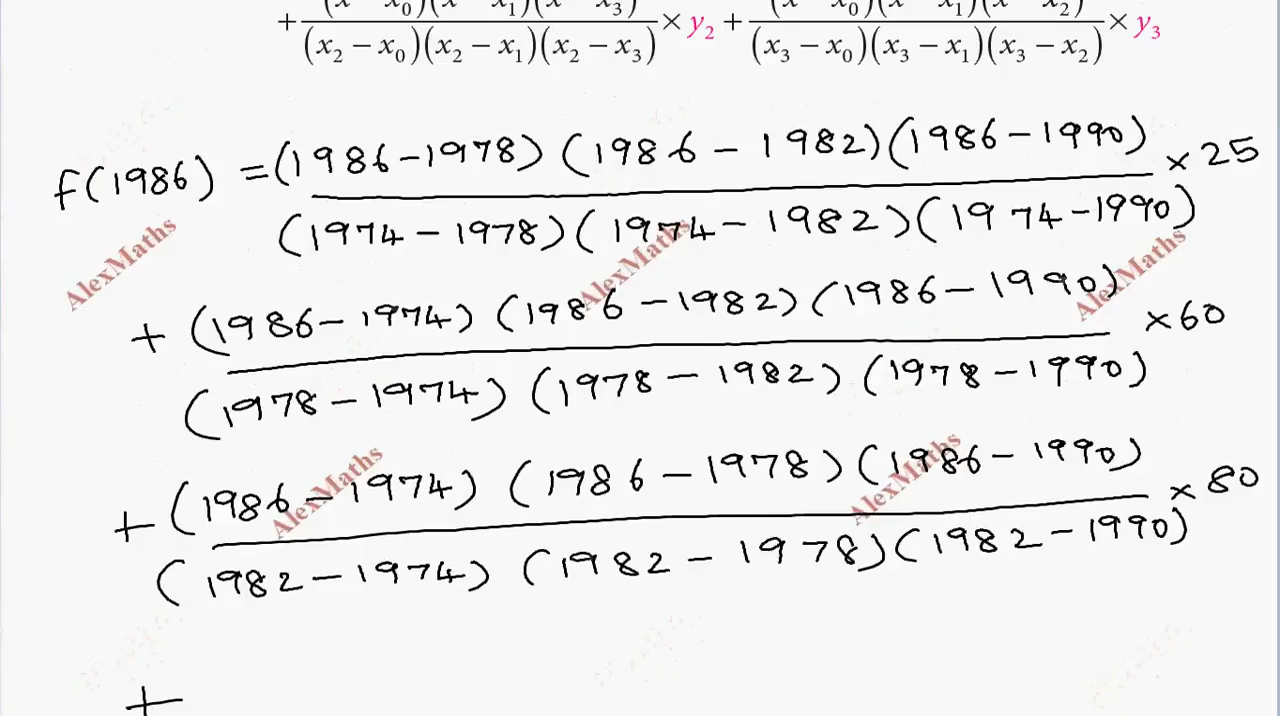 + (x − x₀)(x − x₁)(x − x₃) / (x₂ − x₀)(x₂ − x₁)(x₂ − x₃) × y₂ + (x − x₀)(x − x₁)(x − x₂) / (x₃ − x₀)(x₃ − x₁)(x₃ − x₂) × y₃
f(1986) = (1986 − 1978) (1986 − 1982) (1986 − 1990) / (1974 − 1978) (1974 − 1982) (1974 − 1990) × 25
AlexMaths AlexMaths AlexMaths
+ (1986 − 1974) (1986 − 1982) (1986 − 1990) / (1978 − 1974) (1978 − 1982) (1978 − 1990) × 60
+ (1986 − 1974) (1986 − 1978) (1986 − 1990) / (1982 − 1974) (1982 − 1978) (1982 − 1990) × 80
AlexMaths AlexMaths
+